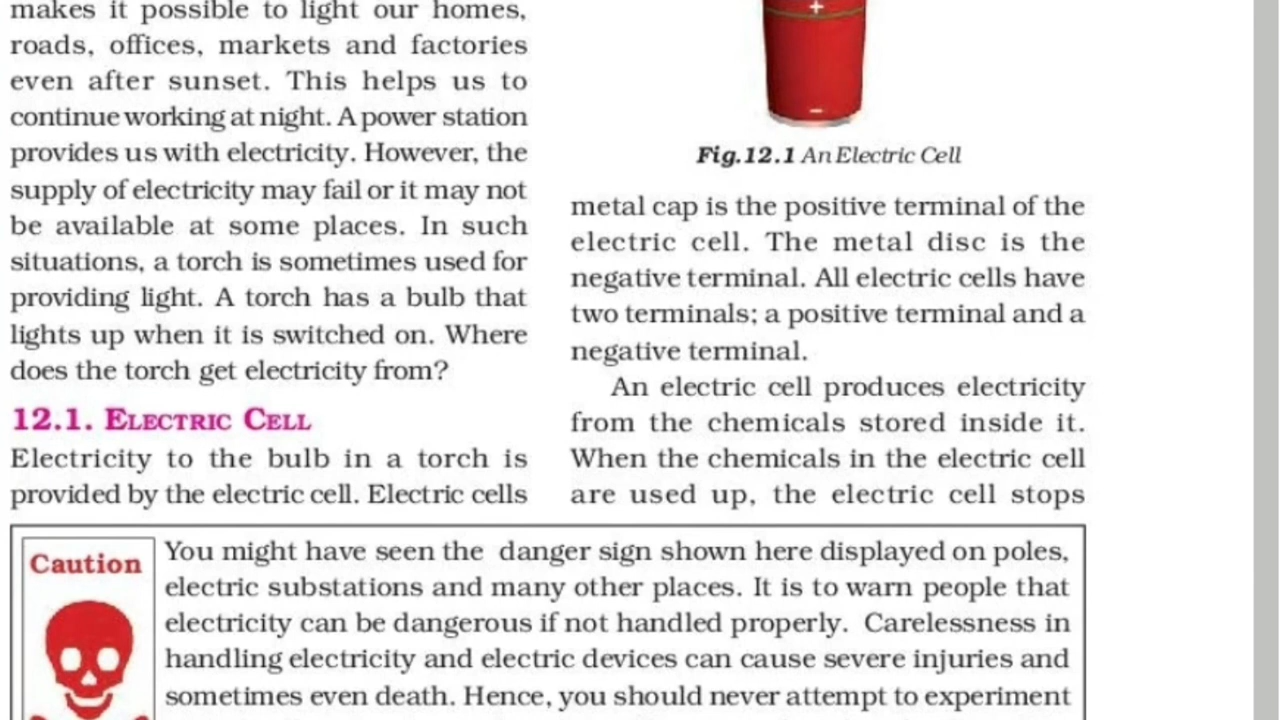 makes it possible to light our homes,
roads, offices, markets and factories
even after sunset. This helps us to
continue working at night. A power station
provides us with electricity. However, the
supply of electricity may fail or it may not
be available at some places. In such
situations, a torch is sometimes used for
providing light. A torch has a bulb that
lights up when it is switched on. Where
does the torch get electricity from?
12.1. ELECTRIC CELL
Electricity to the bulb in a torch is
provided by the electric cell. Electric cells
+
–
Fig.12.1 An Electric Cell
metal cap is the positive terminal of the
electric cell. The metal disc is the
negative terminal. All electric cells have
two terminals; a positive terminal and a
negative terminal.
An electric cell produces electricity
from the chemicals stored inside it.
When the chemicals in the electric cell
are used up, the electric cell stops
Caution
You might have seen the danger sign shown here displayed on poles,
electric substations and many other places. It is to warn people that
electricity can be dangerous if not handled properly. Carelessness in
handling electricity and electric devices can cause severe injuries and
sometimes even death. Hence, you should never attempt to experiment